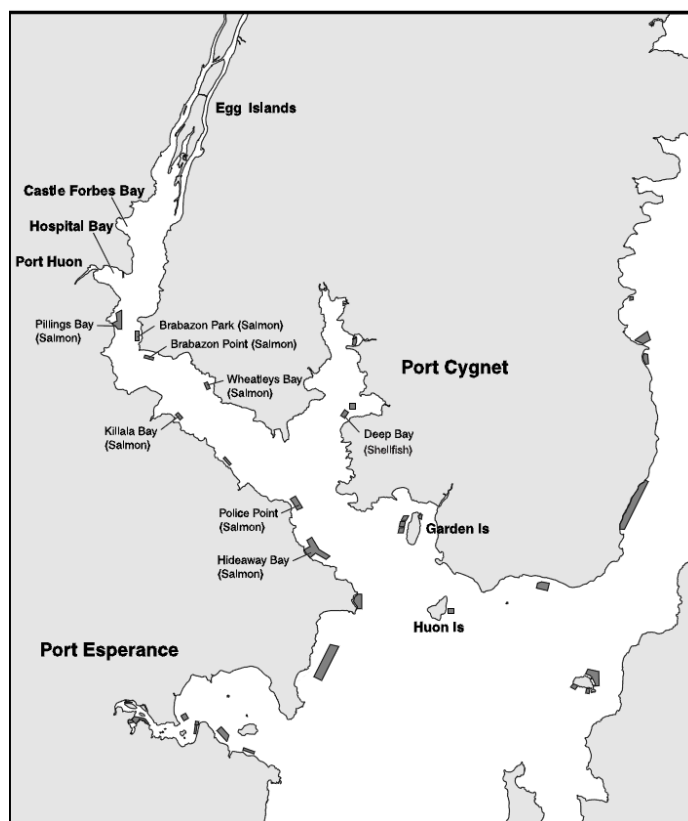 Egg Islands
Castle Forbes Bay
Hospital Bay
Port Huon
Pillings Bay
(Salmon)
Brabazon Park (Salmon)
Brabazon Point (Salmon)
Wheatleys Bay
(Salmon)
Port Cygnet
Killala Bay
(Salmon)
Deep Bay
(Shellfish)
Police Point
(Salmon)
Garden Is
Hideaway Bay
(Salmon)
Huon Is
Port Esperance